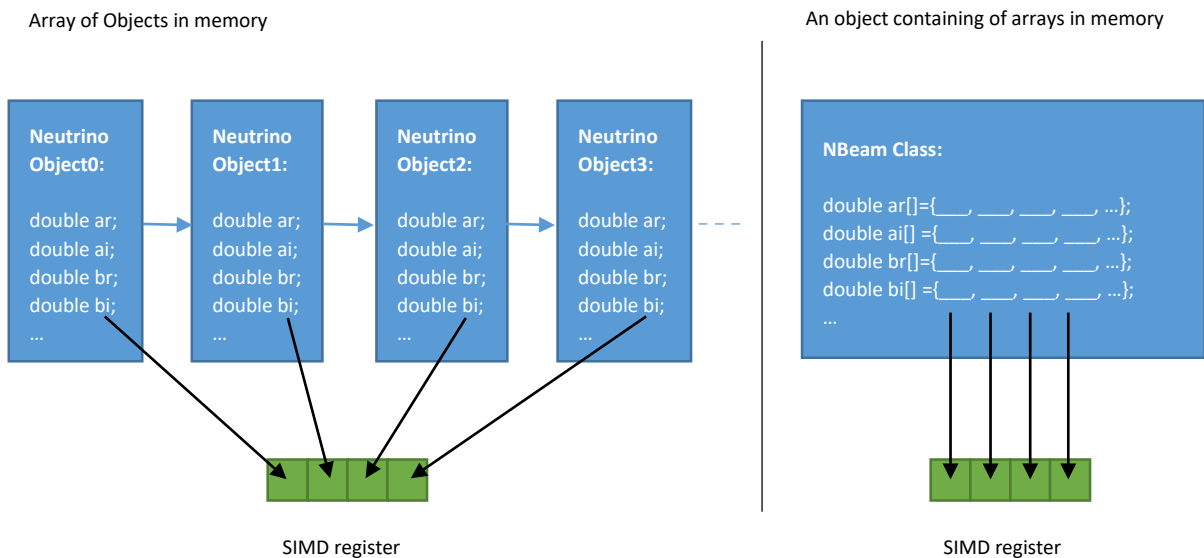 Array of Objects in memory
Neutrino
Object0:
double ar;
double ai;
double br;
double bi;
...
Neutrino
Object1:
double ar;
double ai;
double br;
double bi;
...
Neutrino
Object2:
double ar;
double ai;
double br;
double bi;
...
Neutrino
Object3:
double ar;
double ai;
double br;
double bi;
...
SIMD register
An object containing of arrays in memory
NBeam Class:
double ar[]={___, ___, ___, ___, ...};
double ai[] ={___, ___, ___, ___, ...};
double br[]={___, ___, ___, ___, ...};
double bi[] ={___, ___, ___, ___, ...};
...
SIMD register